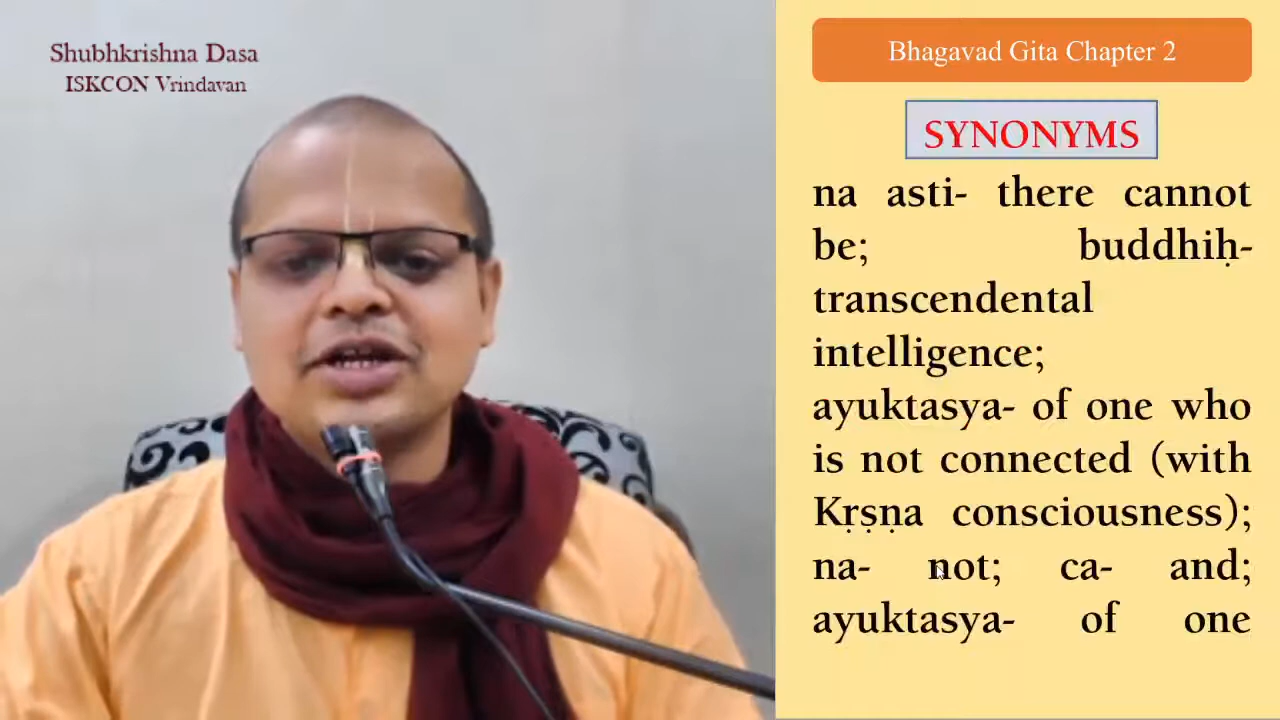 Shubhkrishna Dasa
ISKCON Vrindavan
Bhagavad Gita Chapter 2
SYNONYMS
na asti- there cannot
be; buddhiḥ-
transcendental
intelligence;
ayuktasya- of one who
is not connected (with
Kṛṣṇa consciousness);
na- not; ca- and;
ayuktasya- of one